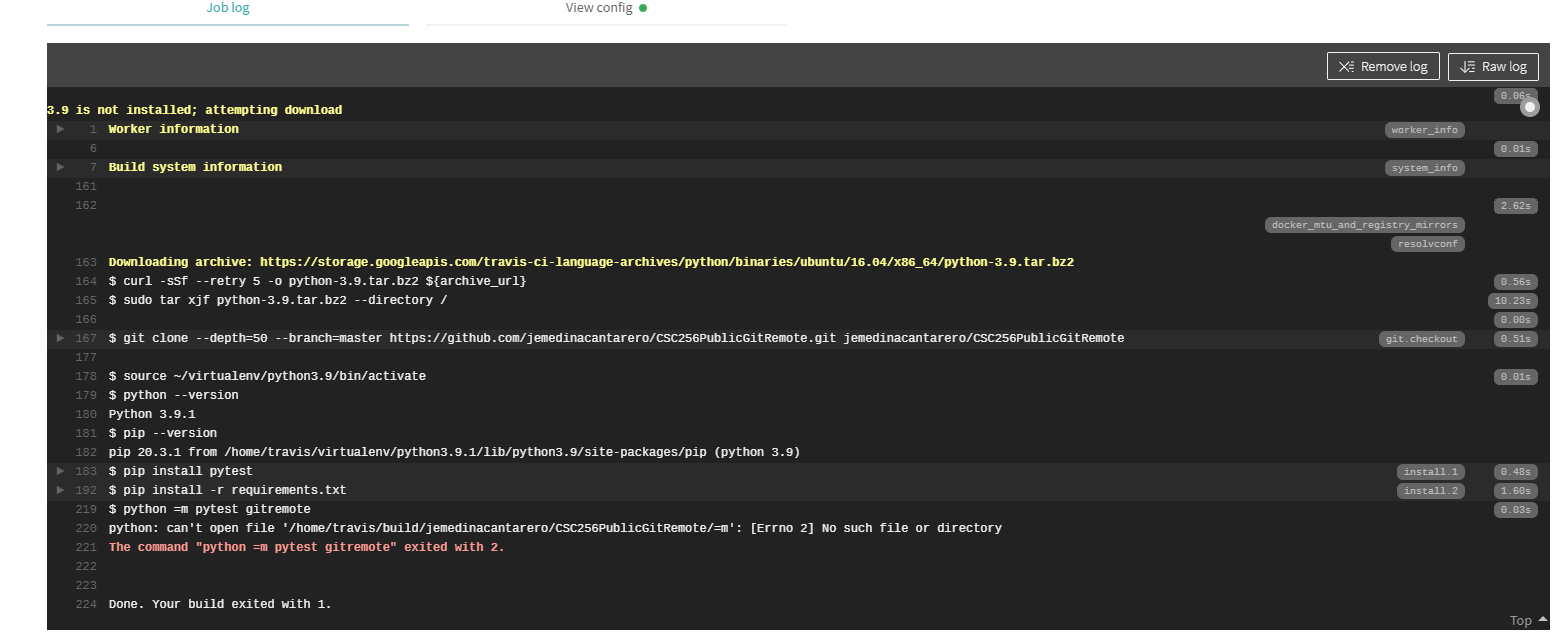 Job log
View config
Remove log
Raw log
0.06s
3.9 is not installed; attempting download
1 Worker information worker_info
6 0.01s
7 Build system information system_info
161
162 2.62s
docker_mtu_and_registry_mirrors
resolvconf
163 Downloading archive: https://storage.googleapis.com/travis-ci-language-archives/python/binaries/ubuntu/16.04/x86_64/python-3.9.tar.bz2
164 $ curl -sSf --retry 5 -o python-3.9.tar.bz2 ${archive_url} 0.56s
165 $ sudo tar xjf python-3.9.tar.bz2 --directory / 10.23s
166 0.00s
167 $ git clone --depth=50 --branch=master https://github.com/jemedinacantarero/CSC256PublicGitRemote.git jemedinacantarero/CSC256PublicGitRemote git.checkout 0.51s
177
178 $ source ~/virtualenv/python3.9/bin/activate 0.01s
179 $ python --version
180 Python 3.9.1
181 $ pip --version
182 pip 20.3.1 from /home/travis/virtualenv/python3.9.1/lib/python3.9/site-packages/pip (python 3.9)
183 $ pip install pytest install.1 0.48s
192 $ pip install -r requirements.txt install.2 1.60s
219 $ python =m pytest gitremote 0.03s
220 python: can't open file '/home/travis/build/jemedinacantarero/CSC256PublicGitRemote/=m': [Errno 2] No such file or directory
221 The command "python =m pytest gitremote" exited with 2.
222
223
224 Done. Your build exited with 1.
Top